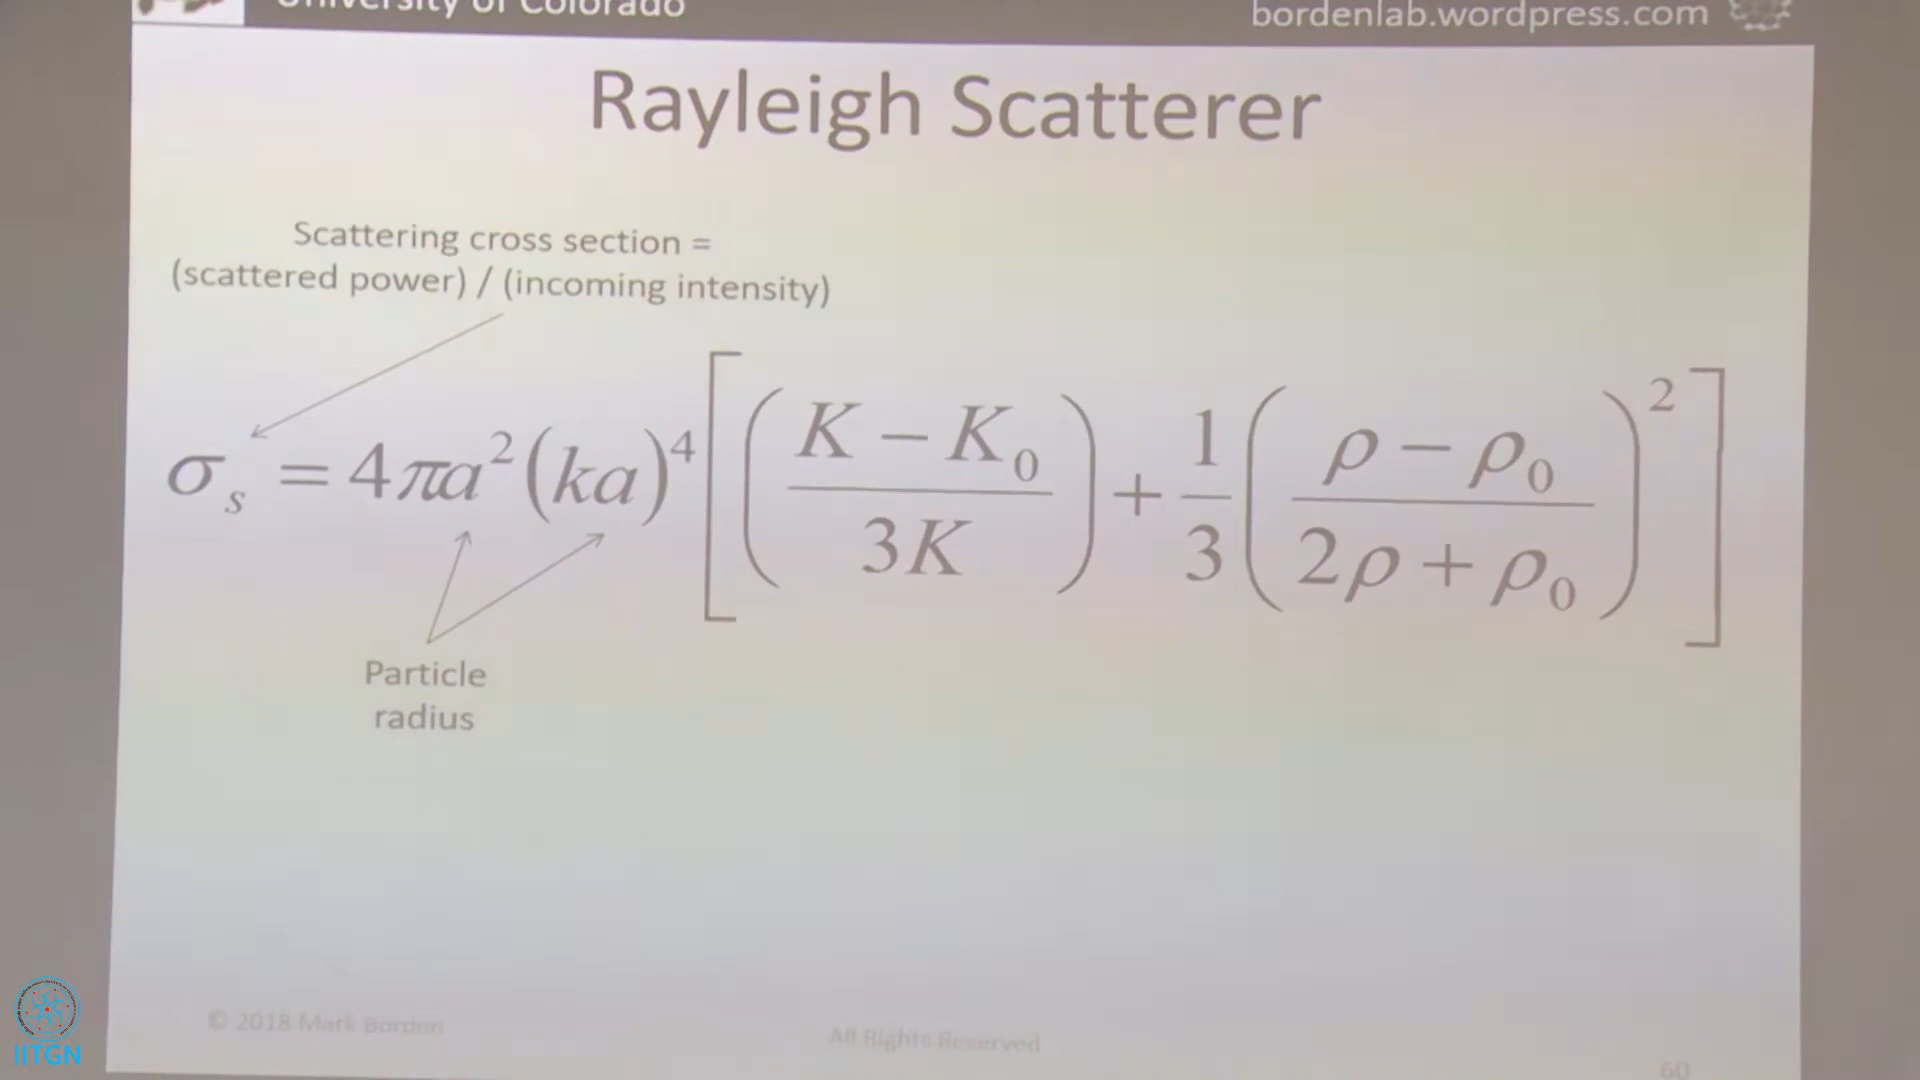 University of Colorado
bordenlab.wordpress.com
Rayleigh Scatterer
Scattering cross section =
(scattered power) / (incoming intensity)
σₛ = 4πa²(ka)⁴[((K − K₀)/(3K)) + (1/3)((ρ − ρ₀)/(2ρ + ρ₀))²]
Particle
radius
© 2018 Mark Borden
All Rights Reserved
60
IITGN